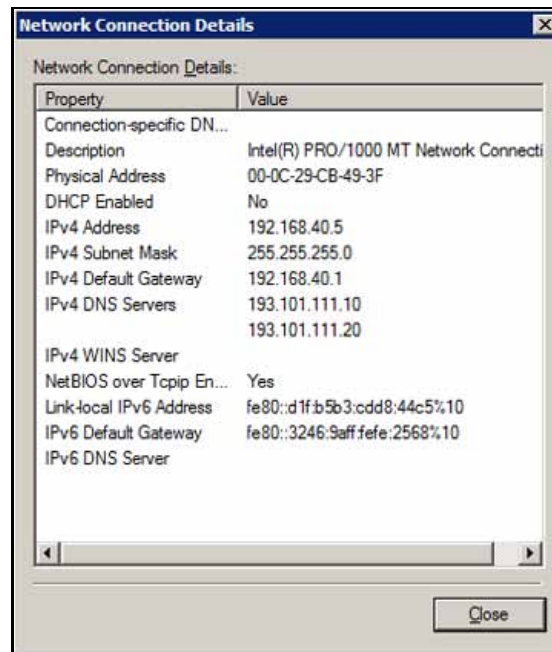 Network Connection Details
Network Connection Details:
Property Value
Connection-specific DN...
Description Intel(R) PRO/1000 MT Network Connecti
Physical Address 00-0C-29-CB-49-3F
DHCP Enabled No
IPv4 Address 192.168.40.5
IPv4 Subnet Mask 255.255.255.0
IPv4 Default Gateway 192.168.40.1
IPv4 DNS Servers 193.101.111.10
193.101.111.20
IPv4 WINS Server
NetBIOS over Tcpip En... Yes
Link-local IPv6 Address fe80::d1f:b5b3:cdd8:44c5%10
IPv6 Default Gateway fe80::3246:9aff:fefe:2568%10
IPv6 DNS Server
Close